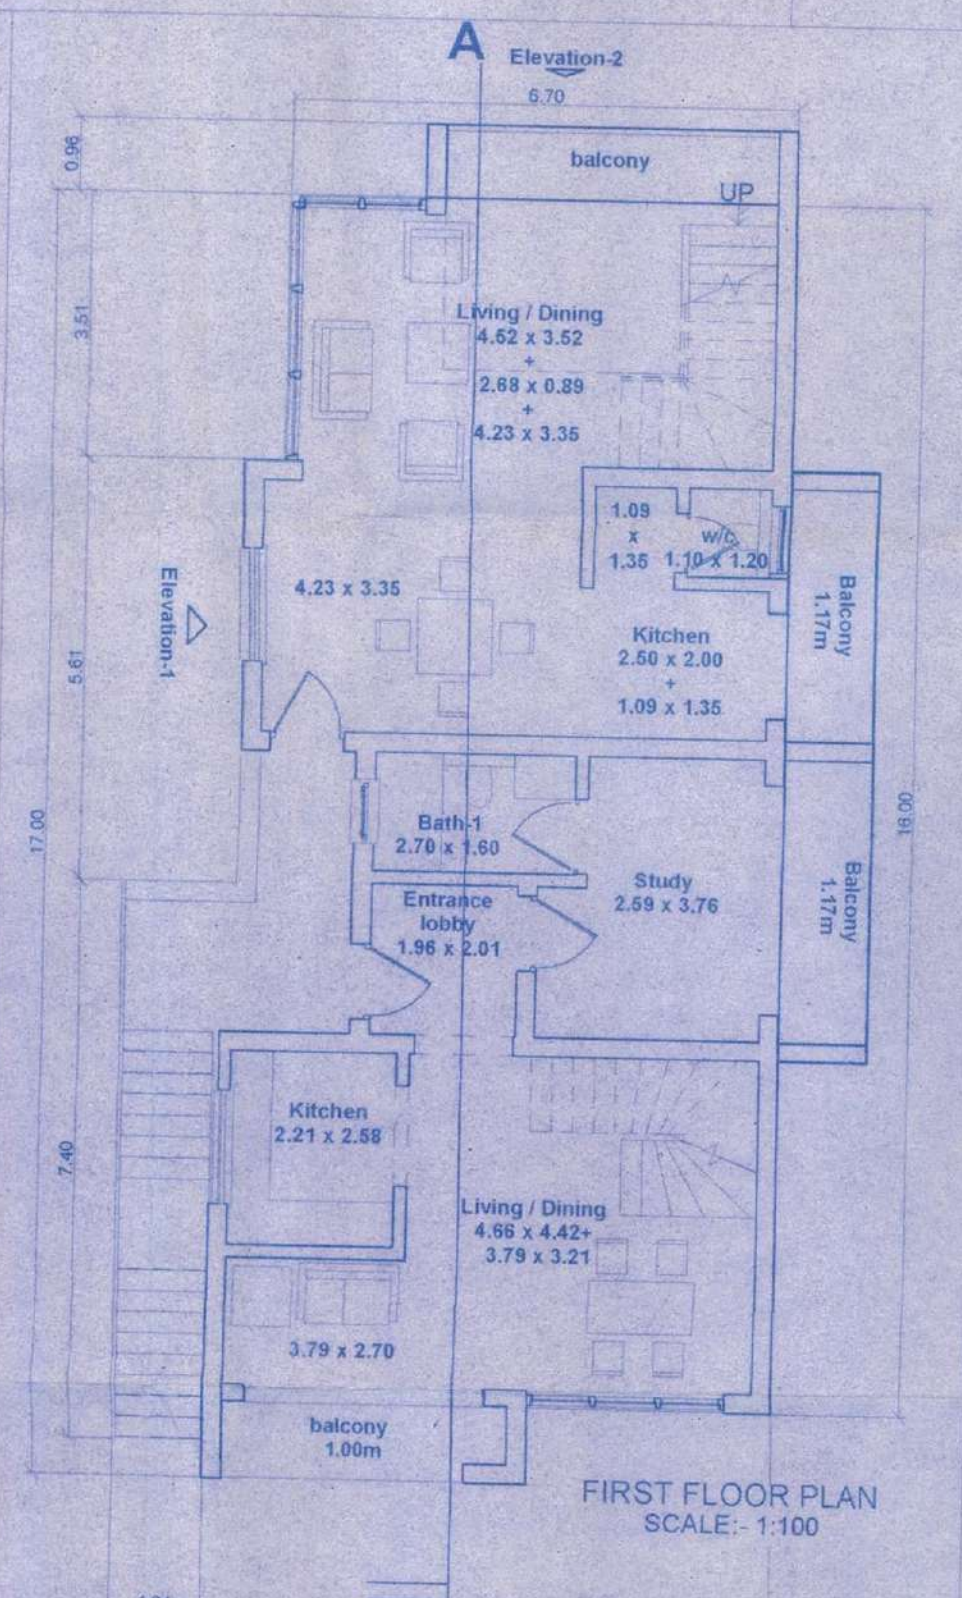 A
Elevation-2
6.70
0.96
balcony
UP
3.51
Living / Dining
4.52 x 3.52
+
2.68 x 0.89
+
4.23 x 3.35
1.09
x
1.35
w/c
1.10 x 1.20
Elevation-1
4.23 x 3.35
Balcony
1.17m
Kitchen
2.50 x 2.00
+
1.09 x 1.35
5.61
17.00
Bath-1
2.70 x 1.60
Study
2.59 x 3.76
Balcony
1.17m
Entrance
lobby
1.96 x 2.01
7.40
Kitchen
2.21 x 2.58
Living / Dining
4.66 x 4.42+
3.79 x 3.21
3.79 x 2.70
balcony
1.00m
FIRST FLOOR PLAN
SCALE:- 1:100